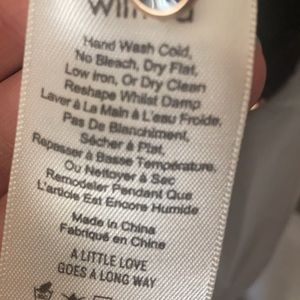 Hand Wash Cold,
No Bleach, Dry Flat,
Low Iron, Or Dry Clean
Reshape Whilst Damp
Laver à La Main à L'eau Froide.
Pas De Blanchiment,
Sécher à Plat.
Repasser à Basse Température,
Ou Nettoyer à Sec
Remodeler Pendant Que
L'article Est Encore Humide
Made in China
Fabriqué en Chine
A LITTLE LOVE
GOES A LONG WAY